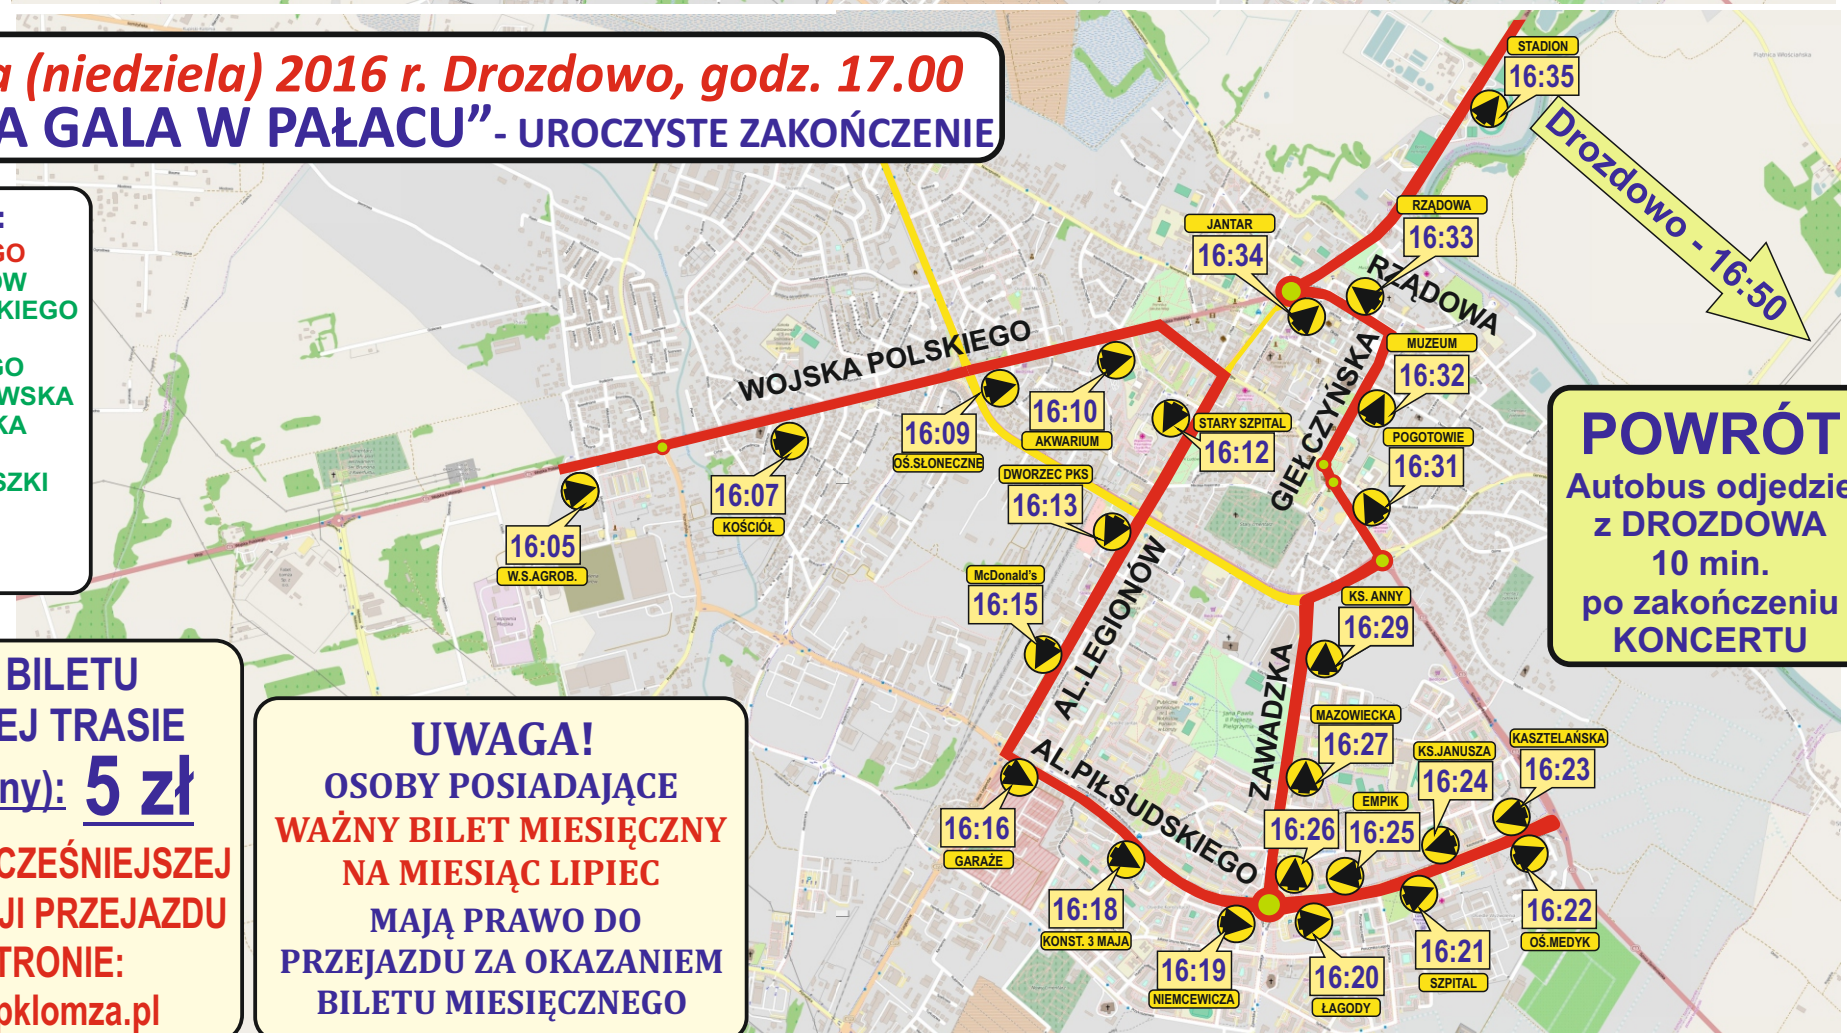 a (niedziela) 2016 r. Drozdowo, godz. 17.00
A GALA W PAŁACU”- UROCZYSTE ZAKOŃCZENIE
:
GO
ÓW
KIEGO
GO
WSKA
KA
SZKI
BILETU
EJ TRASIE
ny): 5 zł
CZEŚNIEJSZEJ
JI PRZEJAZDU
TRONIE:
pklomza.pl
UWAGA!
OSOBY POSIADAJĄCE
WAŻNY BILET MIESIĘCZNY
NA MIESIĄC LIPIEC
MAJĄ PRAWO DO
PRZEJAZDU ZA OKAZANIEM
BILETU MIESIĘCZNEGO
16:05
W.S.AGROB.
16:07
KOŚCIÓŁ
WOJSKA POLSKIEGO
16:09
OŚ.SŁONECZNE
16:10
AKWARIUM
STARY SZPITAL
16:12
DWORZEC PKS
16:13
McDonald's
16:15
AL.LEGIONÓW
16:16
GARAŻE
AL.PIŁSUDSKIEGO
16:18
KONST. 3 MAJA
16:19
NIEMCEWICZA
16:20
ŁAGODY
16:21
SZPITAL
16:22
OŚ.MEDYK
KASZTELAŃSKA
16:23
KS.JANUSZA
16:24
EMPIK
16:25
16:26
MAZOWIECKA
16:27
ZAWADZKA
KS. ANNY
16:29
POGOTOWIE
16:31
GIEŁCZYŃSKA
MUZEUM
16:32
RZĄDOWA
RZĄDOWA
16:33
JANTAR
16:34
STADION
16:35
Drozdowo - 16:50
Piątnica Włościańska
POWRÓT
Autobus odjedzie
z DROZDOWA
10 min.
po zakończeniu
KONCERTU